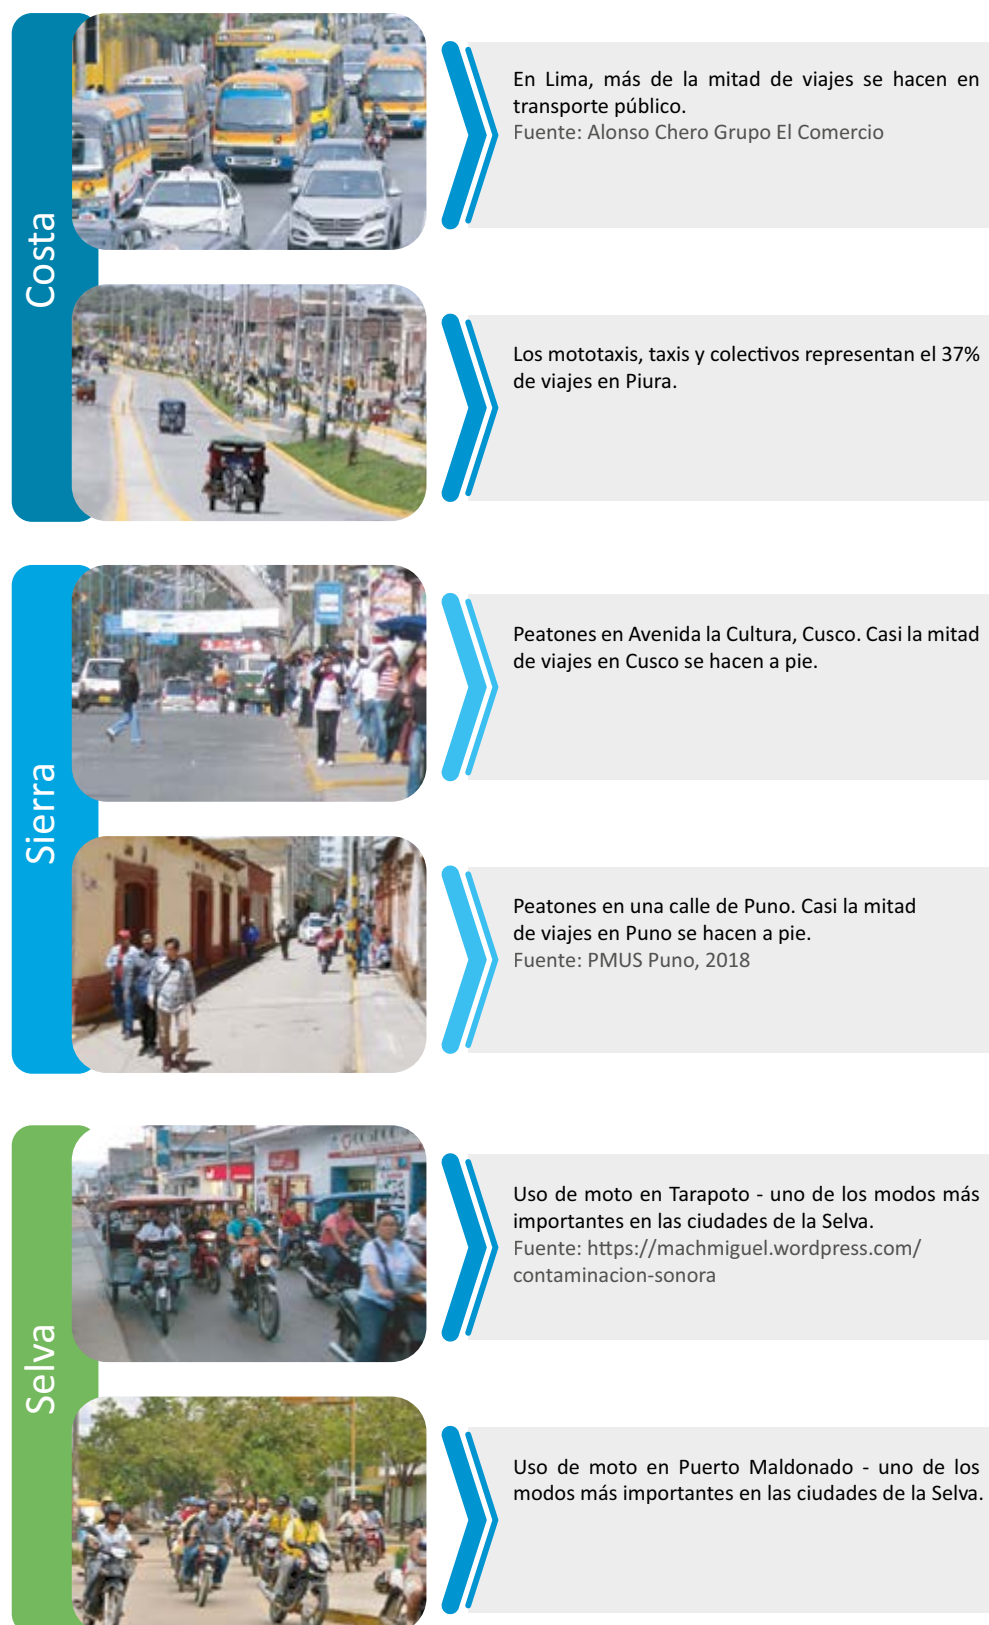 Costa
En Lima, más de la mitad de viajes se hacen en
transporte público.
Fuente: Alonso Chero Grupo El Comercio
Los mototaxis, taxis y colectivos representan el 37%
de viajes en Piura.
Sierra
Peatones en Avenida la Cultura, Cusco. Casi la mitad
de viajes en Cusco se hacen a pie.
Peatones en una calle de Puno. Casi la mitad
de viajes en Puno se hacen a pie.
Fuente: PMUS Puno, 2018
Selva
Uso de moto en Tarapoto - uno de los modos más
importantes en las ciudades de la Selva.
Fuente: https://machmiguel.wordpress.com/
contaminacion-sonora
Uso de moto en Puerto Maldonado - uno de los
modos más importantes en las ciudades de la Selva.